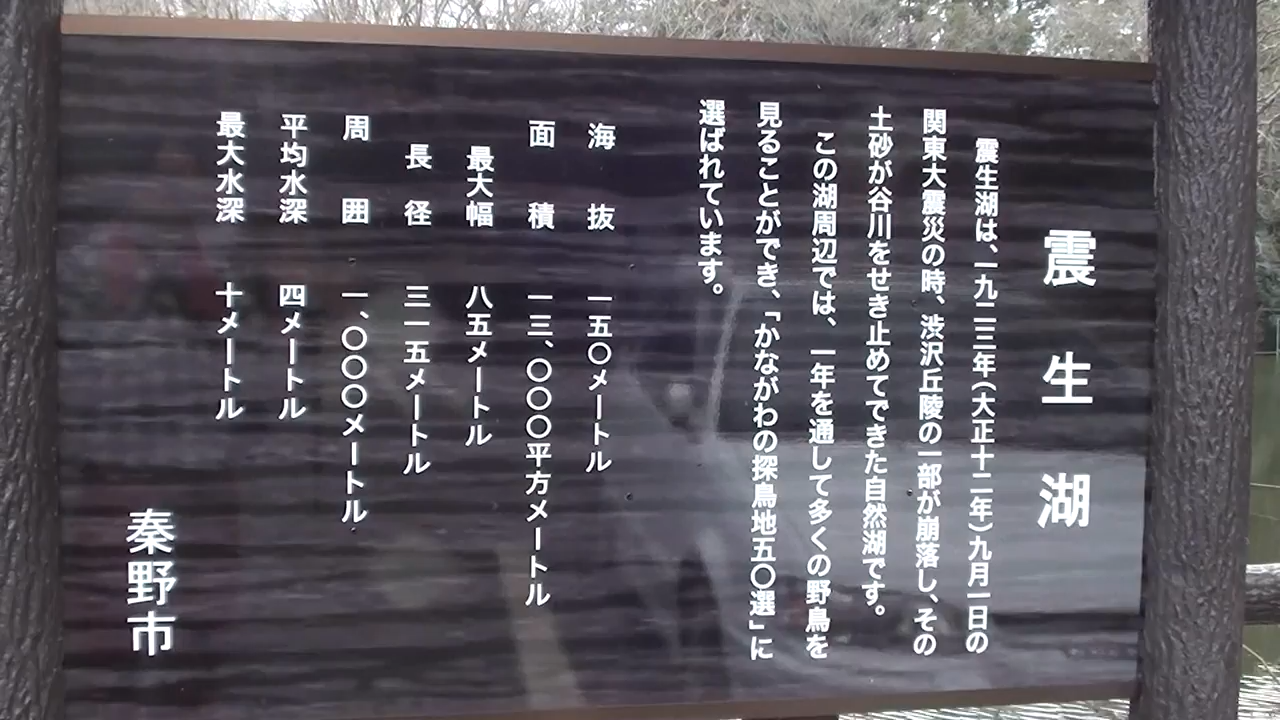 震生湖
震生湖は、一九二三年(大正十二年)九月一日の
関東大震災の時、渋沢丘陵の一部が崩落し、その
土砂が谷川をせき止めてできた自然湖です。
この湖周辺では、一年を通して多くの野鳥を
見ることができ、「かながわの探鳥地五〇選」に
選ばれています。
海抜 一五〇メートル
面積 一三、〇〇〇平方メートル
最大幅 八五メートル
長径 三一五メートル
周囲 一、〇〇〇メートル
平均水深 四メートル
最大水深 十メートル
秦野市